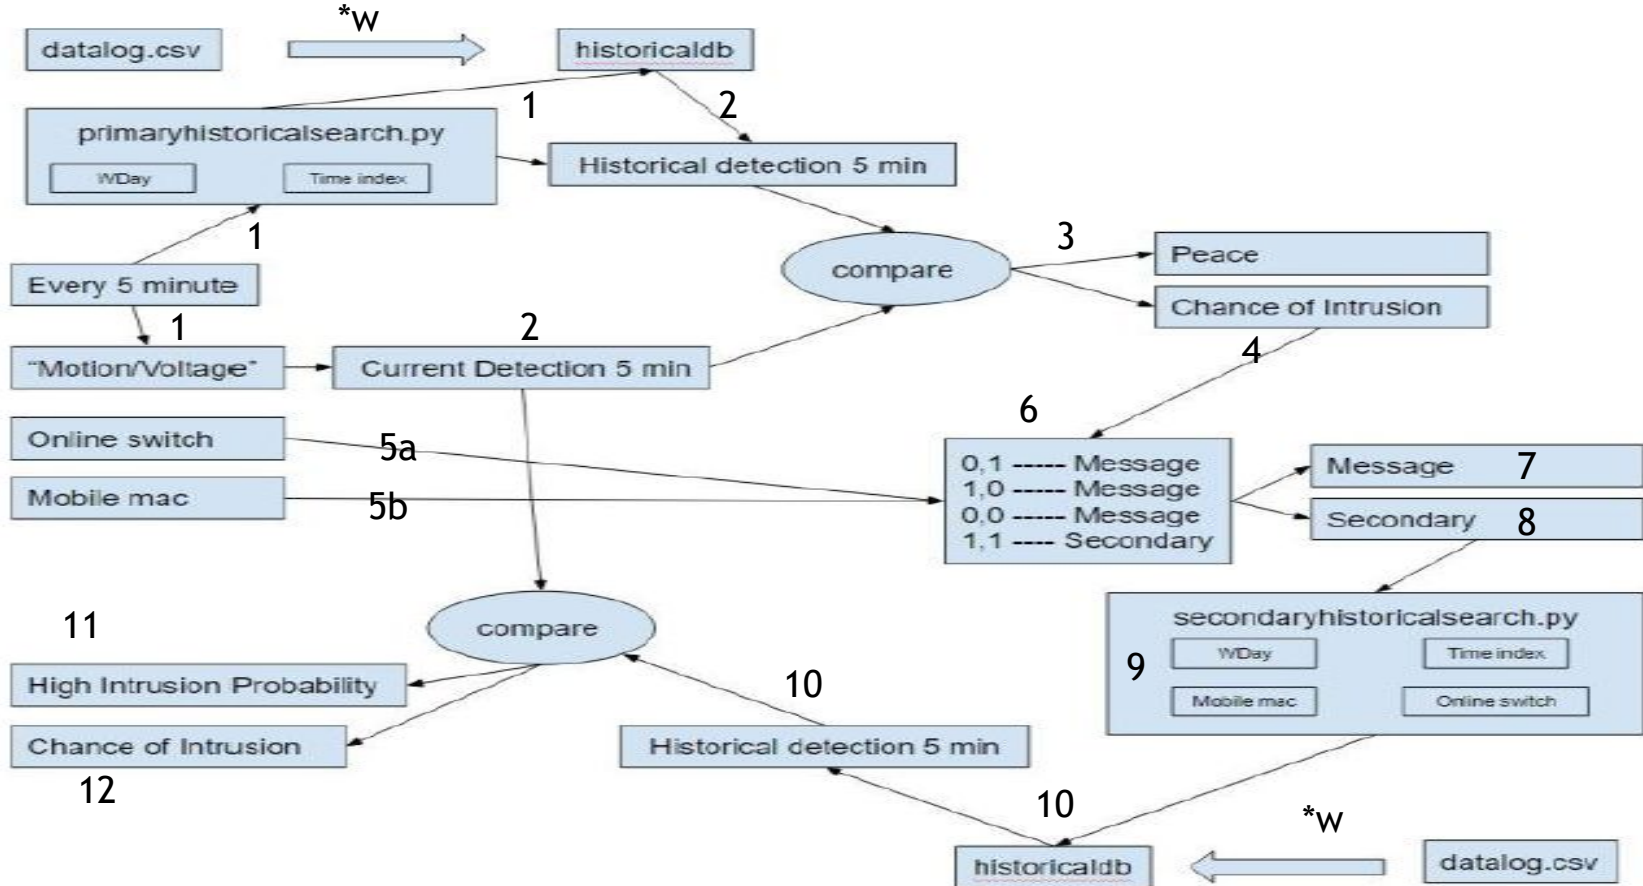 *w
datalog.csv
historicaldb
1
2
primaryhistoricalsearch.py
WDay
Time index
Historical detection 5 min
1
3
Peace
compare
Every 5 minute
Chance of Intrusion
1
2
4
"Motion/Voltage"
Current Detection 5 min
6
Online switch
5a
0,1 ----- Message
1,0 ----- Message
0,0 ----- Message
1,1 ---- Secondary
Message 7
Mobile mac
5b
Secondary 8
11
compare
secondaryhistoricalsearch.py
WDay
Time index
9
Mobile mac
Online switch
High Intrusion Probability
10
Chance of Intrusion
Historical detection 5 min
12
10
*w
historicaldb
datalog.csv